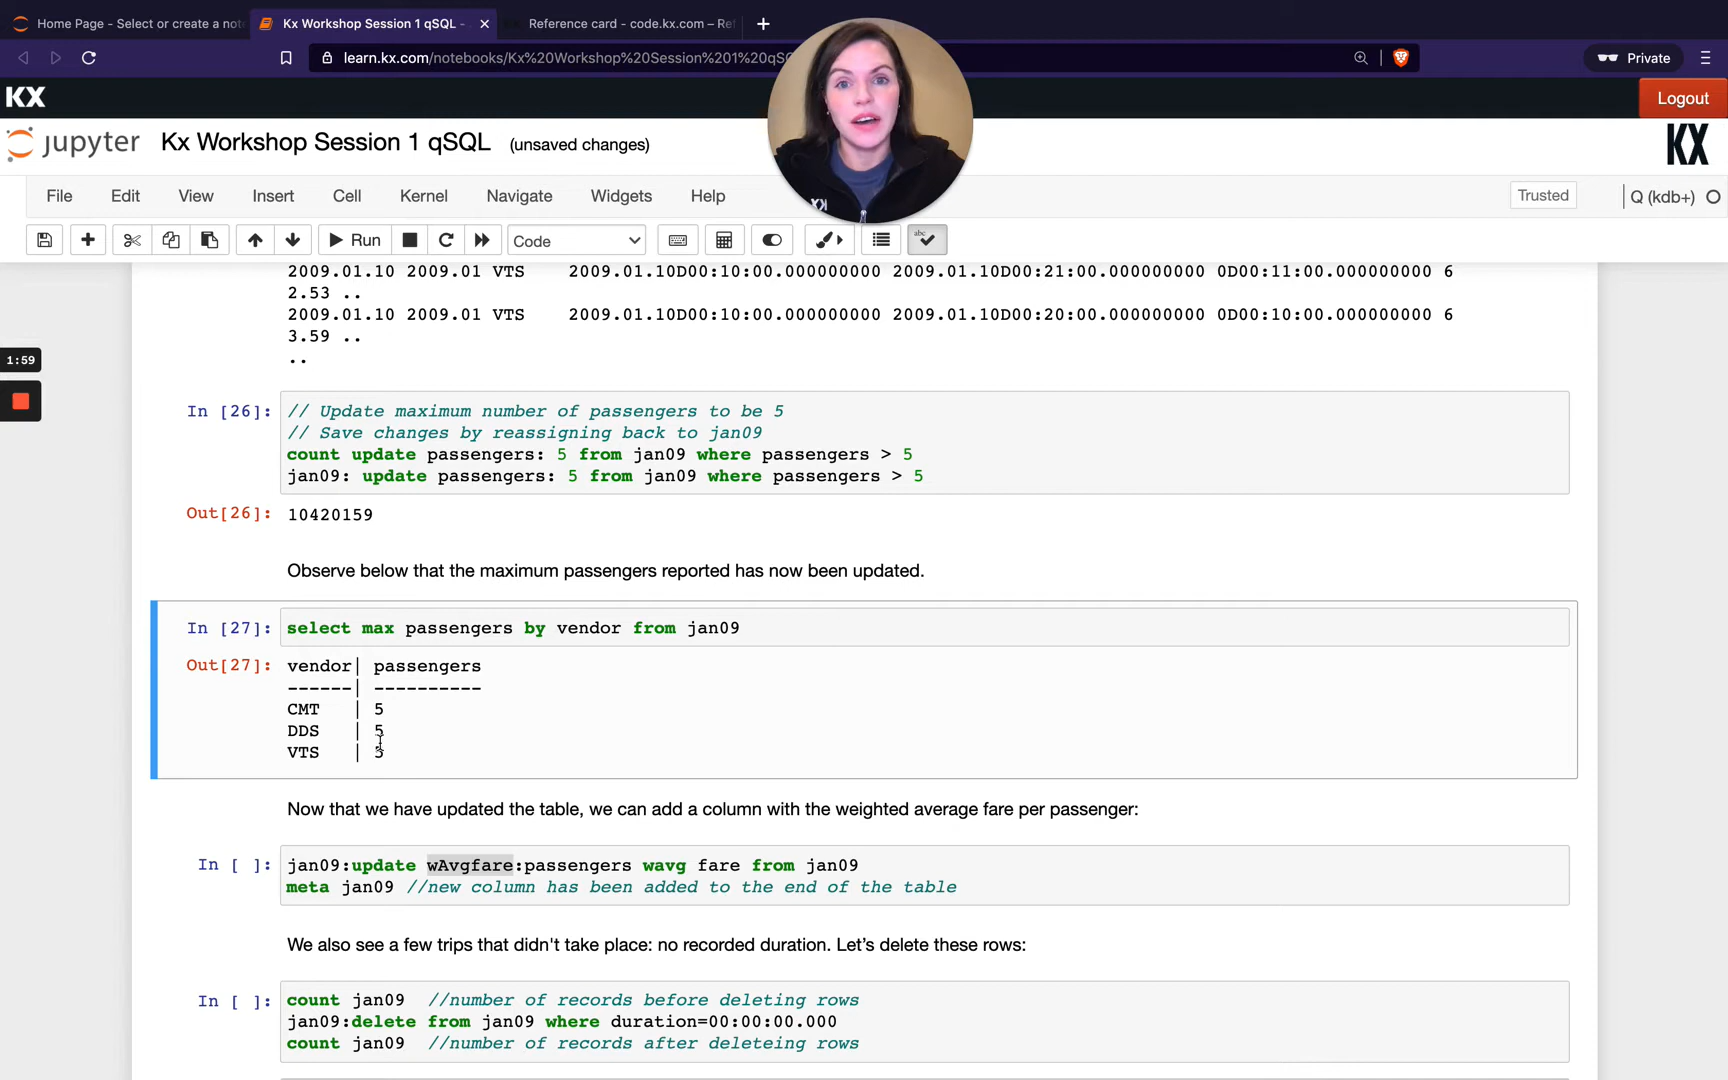 Home Page - Select or create a note
Kx Workshop Session 1 qSQL -
Reference card - code.kx.com – Ref
learn.kx.com/notebooks/Kx%20Workshop%20Session%201%20qS
Private
KX
Logout
jupyter Kx Workshop Session 1 qSQL (unsaved changes)
KX
File Edit View Insert Cell Kernel Navigate Widgets Help
Trusted
Q (kdb+)
Run
Code
abc
KX
2009.01.10 2009.01 VTS 2009.01.10D00:10:00.000000000 2009.01.10D00:21:00.000000000 0D00:11:00.000000000 6
2.53 ..
2009.01.10 2009.01 VTS 2009.01.10D00:10:00.000000000 2009.01.10D00:20:00.000000000 0D00:10:00.000000000 6
3.59 ..
..
1:59
In [26]:
// Update maximum number of passengers to be 5
// Save changes by reassigning back to jan09
count update passengers: 5 from jan09 where passengers > 5
jan09: update passengers: 5 from jan09 where passengers > 5
Out[26]: 10420159
Observe below that the maximum passengers reported has now been updated.
In [27]: select max passengers by vendor from jan09
Out[27]: vendor| passengers
------| ----------
CMT | 5
DDS | 5
VTS | 5
Now that we have updated the table, we can add a column with the weighted average fare per passenger:
In [ ]: jan09:update wAvgfare:passengers wavg fare from jan09
meta jan09 //new column has been added to the end of the table
We also see a few trips that didn't take place: no recorded duration. Let’s delete these rows:
In [ ]: count jan09 //number of records before deleting rows
jan09:delete from jan09 where duration=00:00:00.000
count jan09 //number of records after deleteing rows